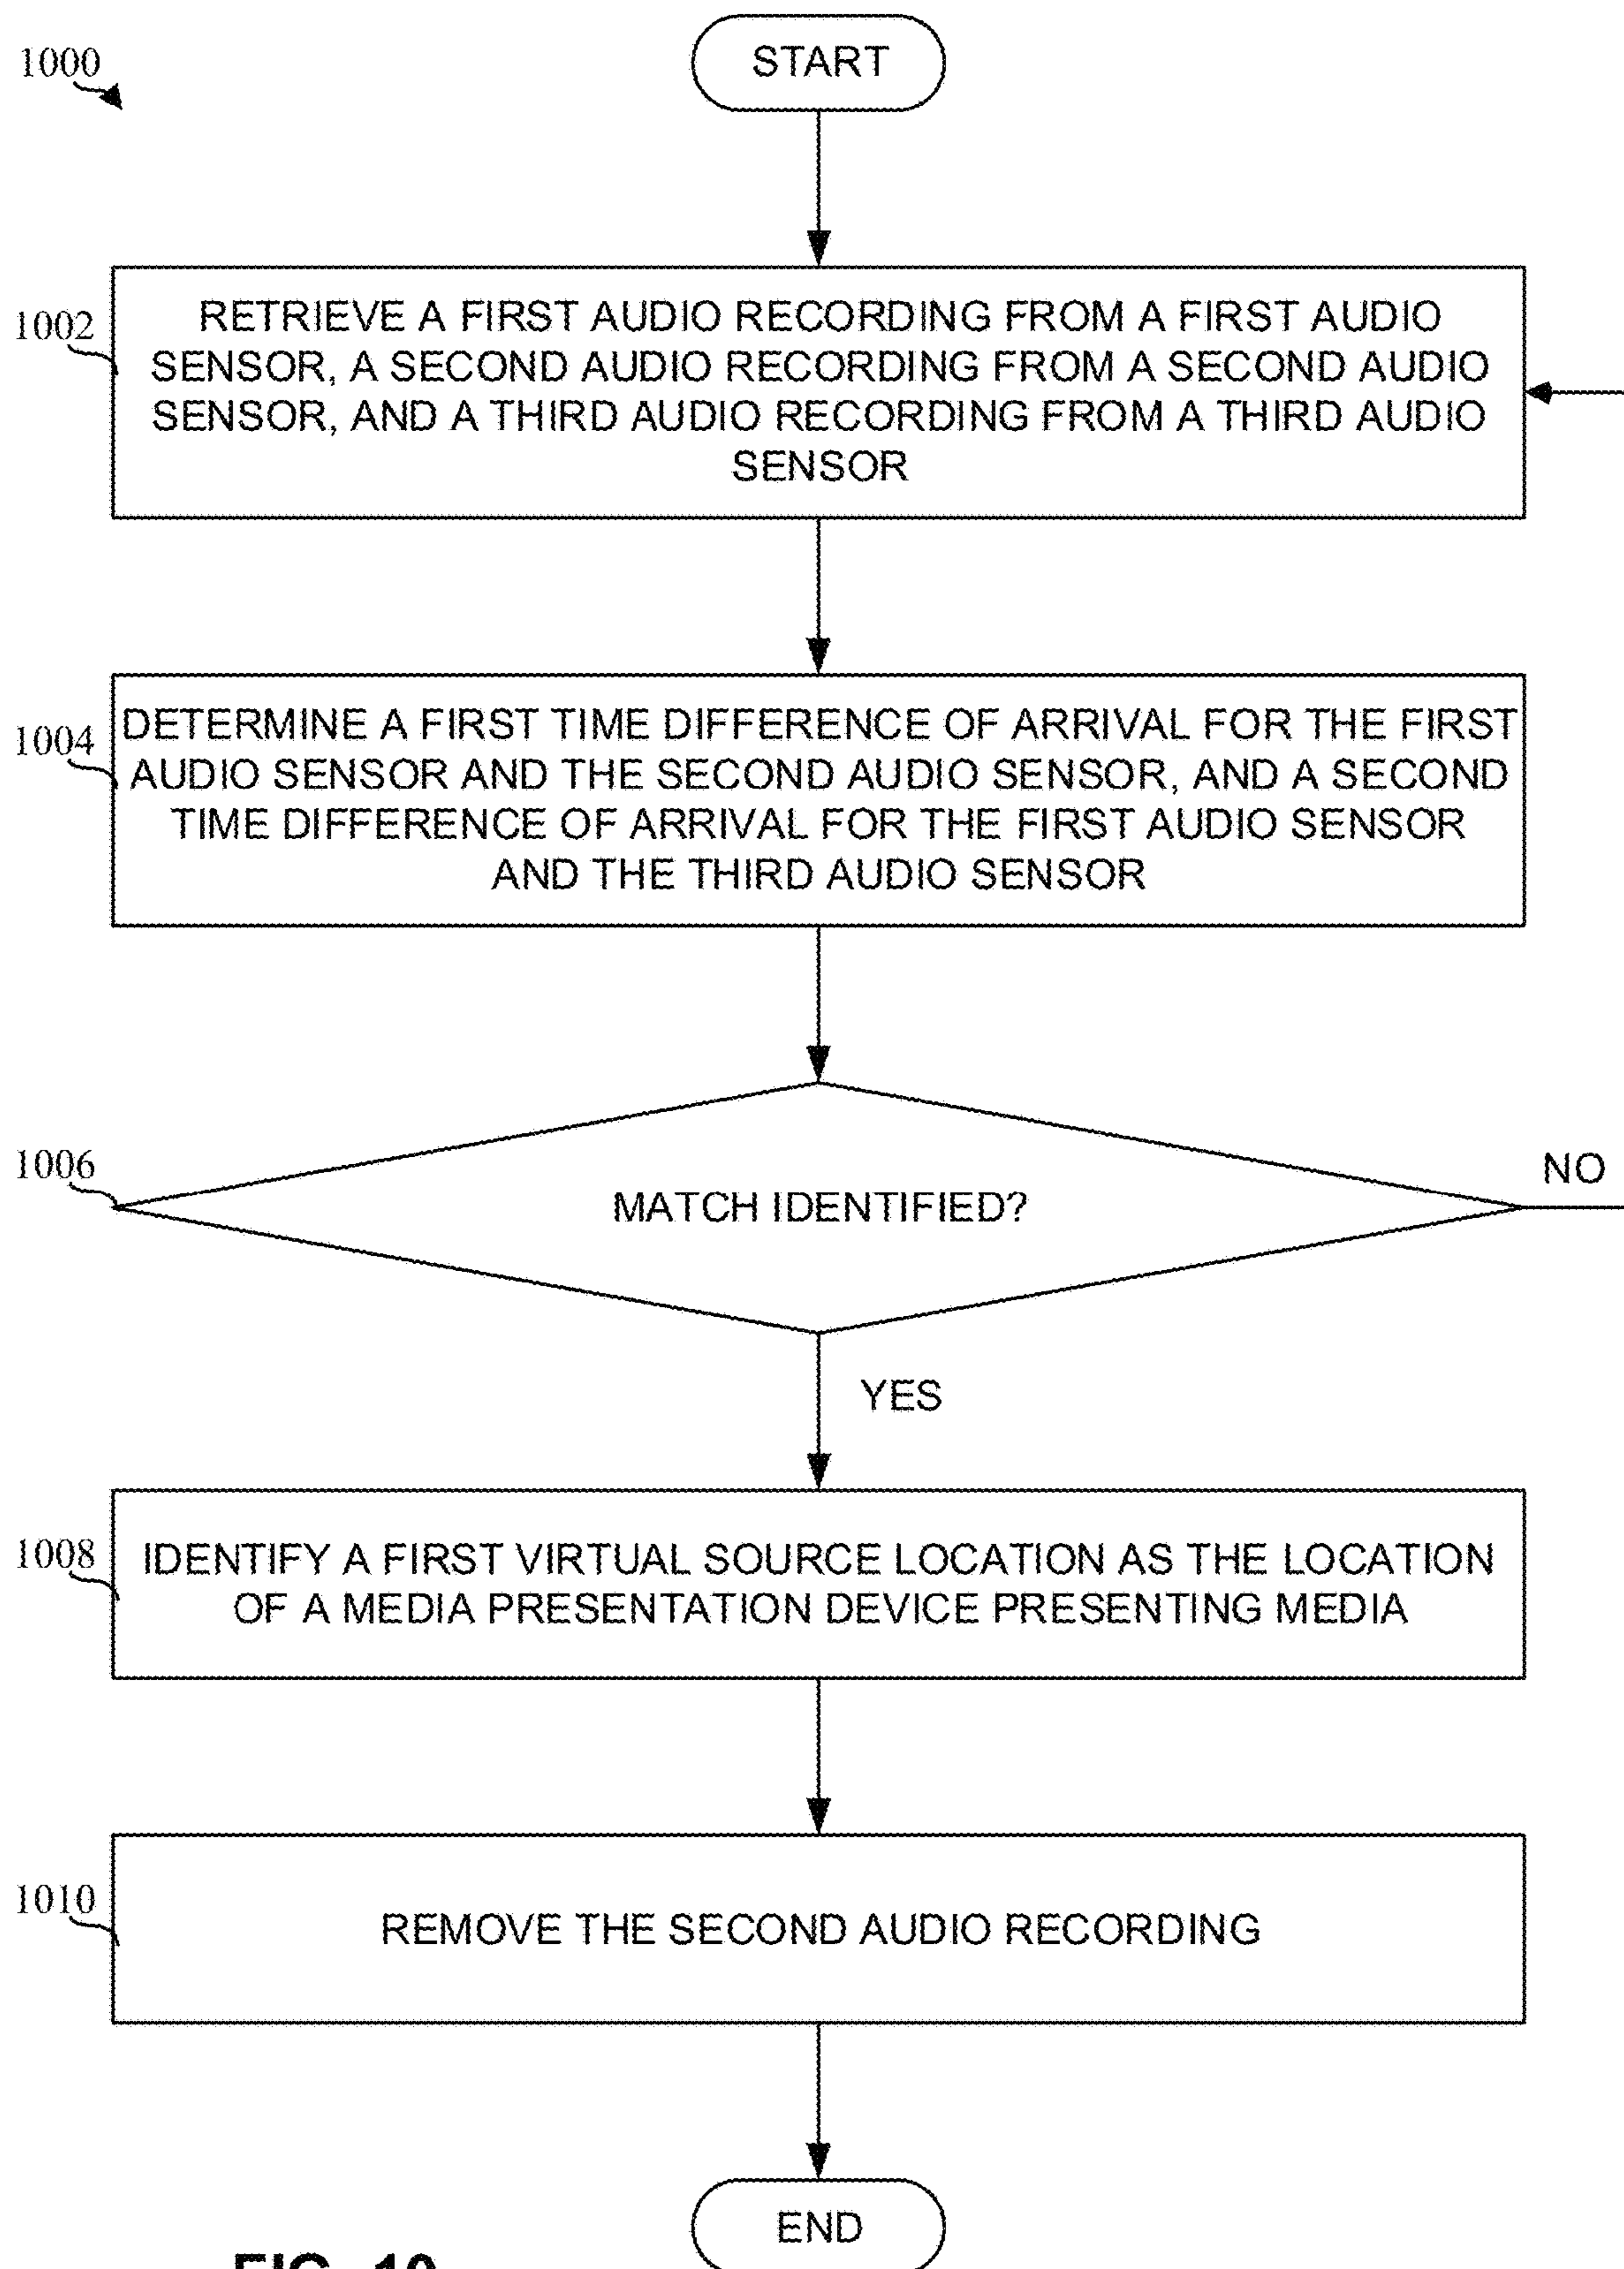 1000
START
1002
RETRIEVE A FIRST AUDIO RECORDING FROM A FIRST AUDIO
SENSOR, A SECOND AUDIO RECORDING FROM A SECOND AUDIO
SENSOR, AND A THIRD AUDIO RECORDING FROM A THIRD AUDIO
SENSOR
1004
DETERMINE A FIRST TIME DIFFERENCE OF ARRIVAL FOR THE FIRST
AUDIO SENSOR AND THE SECOND AUDIO SENSOR, AND A SECOND
TIME DIFFERENCE OF ARRIVAL FOR THE FIRST AUDIO SENSOR
AND THE THIRD AUDIO SENSOR
1006
MATCH IDENTIFIED?
NO
YES
1008
IDENTIFY A FIRST VIRTUAL SOURCE LOCATION AS THE LOCATION
OF A MEDIA PRESENTATION DEVICE PRESENTING MEDIA
1010
REMOVE THE SECOND AUDIO RECORDING
END
FIG. 10